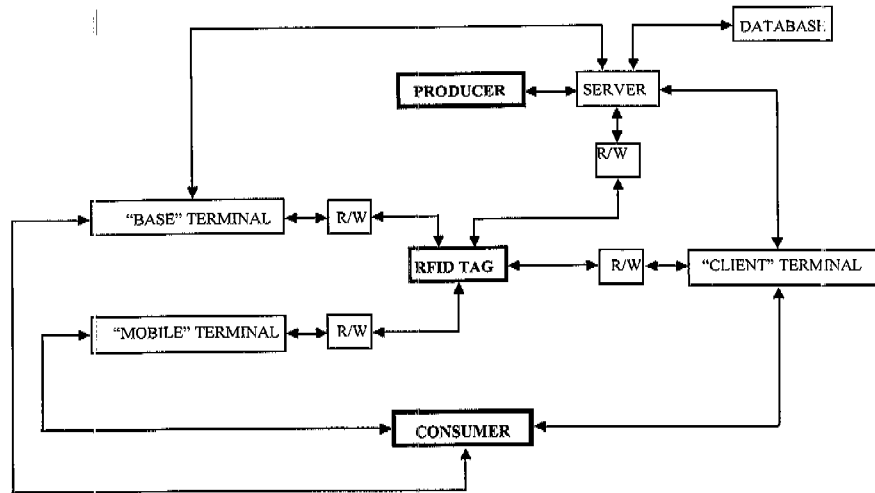 DATABASE
PRODUCER
SERVER
R/W
"BASE" TERMINAL
R/W
RFID TAG
R/W
"CLIENT" TERMINAL
"MOBILE" TERMINAL
R/W
CONSUMER